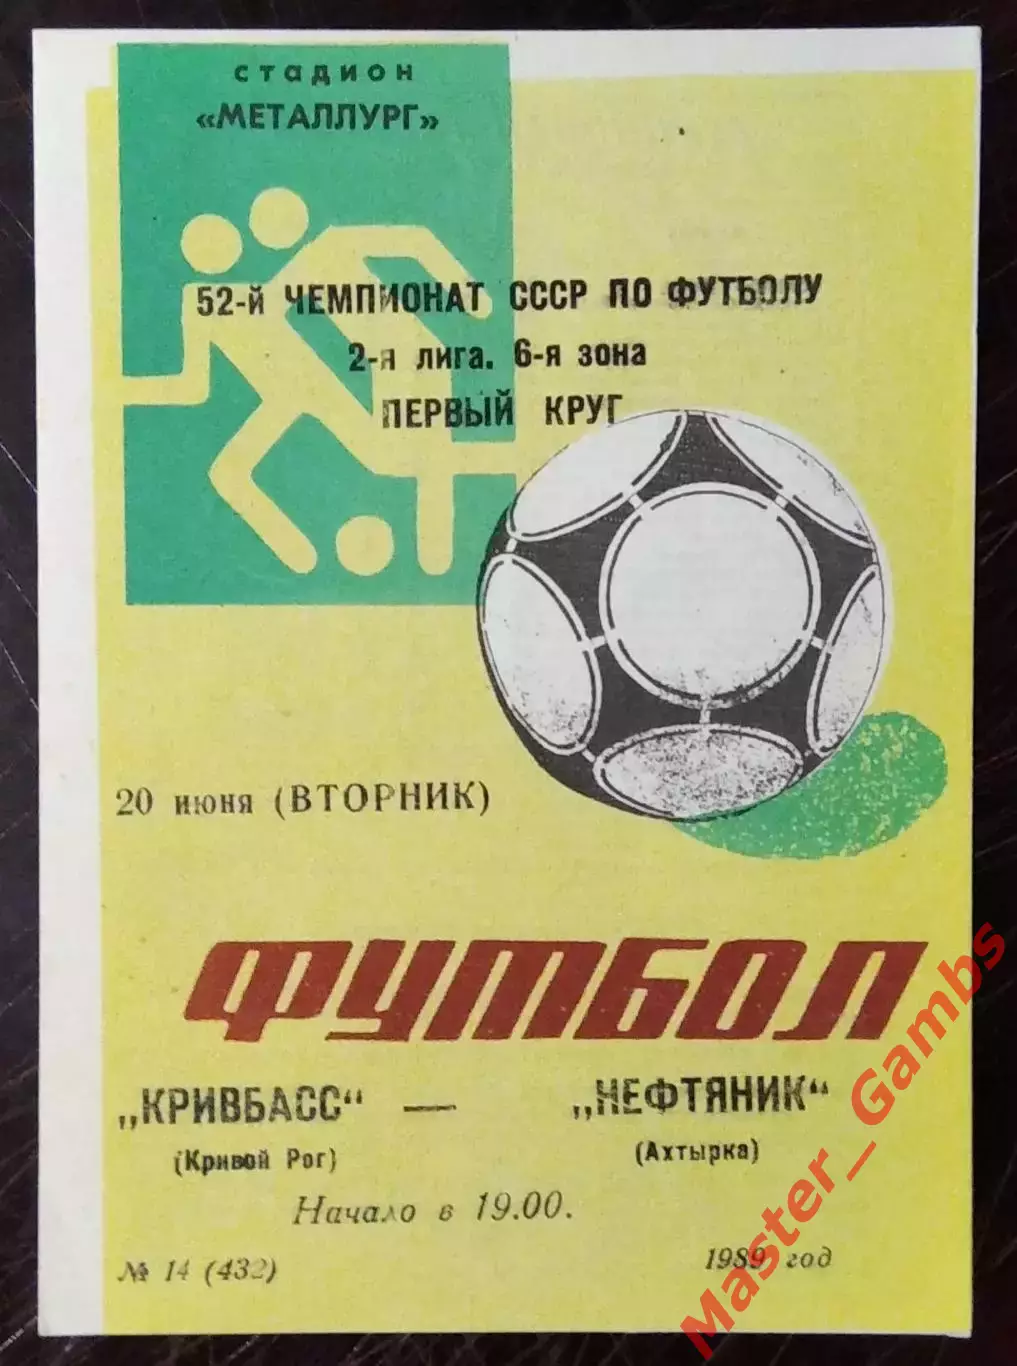 стадион
«МЕТАЛЛУРГ»
52-й ЧЕМПИОНАТ СССР ПО ФУТБОЛУ
2-я лига. 6-я зона
ПЕРВЫЙ КРУГ
20 июня (ВТОРНИК)
ФУТБОЛ
„КРИВБАСС“ — „НЕФТЯНИК“
(Кривой Рог) (Ахтырка)
Начало в 19.00.
№ 14 (432) 1989 год
Master_Gambs